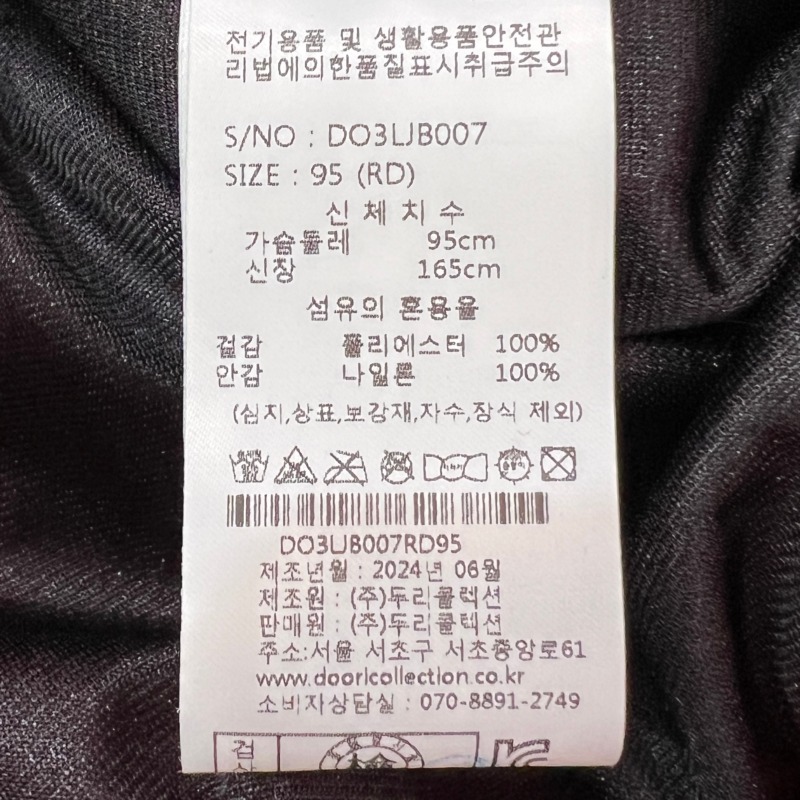 전기용품 및 생활용품안전관
리법에의한품질표시취급주의
S/NO : DO3LJB007
SIZE : 95 (RD)
신 체 치 수
가슴둘레 95cm
신장 165cm
섬유의 혼용율
겉감 폴리에스터 100%
안감 나일론 100%
(심지,상표,보강재,자수,장식 제외)
DO3LJB007RD95
제조년월 : 2024년 06월
제조원 : (주)두리콜렉션
판매원 : (주)두리콜텍션
주소:서울 서초구 서초중앙로61
www.dooricollection.co.kr
소비자상담실 : 070-8891-2749
검